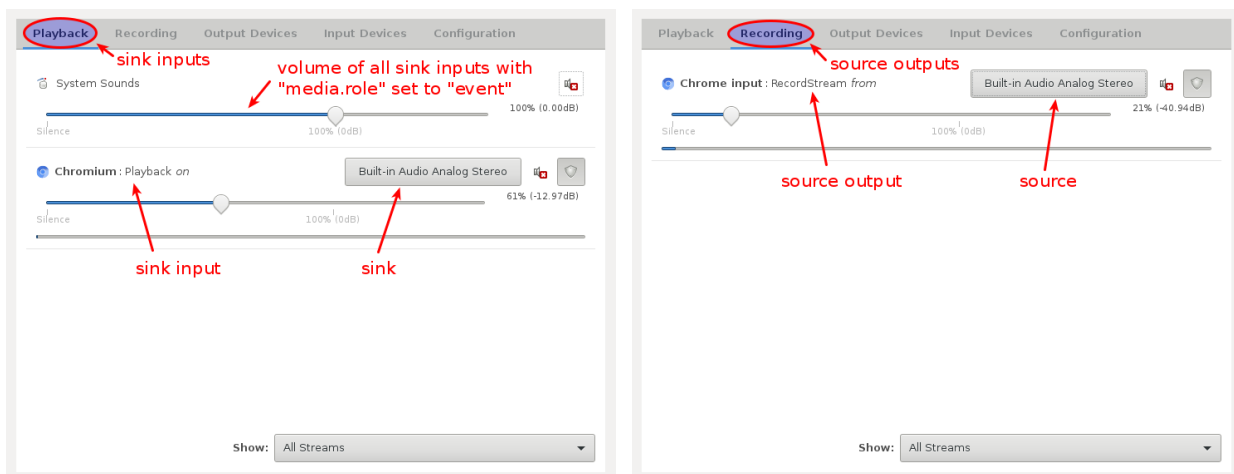 Playback Recording Output Devices Input Devices Configuration
sink inputs
volume of all sink inputs with
"media.role" set to "event"
System Sounds
100% (0.00dB)
Silence 100% (0dB)
Chromium : Playback on Built-in Audio Analog Stereo
61% (-12.97dB)
Silence 100% (0dB)
sink input sink
Show: All Streams
Playback Recording Output Devices Input Devices Configuration
source outputs
Chrome input : RecordStream from Built-in Audio Analog Stereo
21% (-40.94dB)
Silence 100% (0dB)
source output source
Show: All Streams